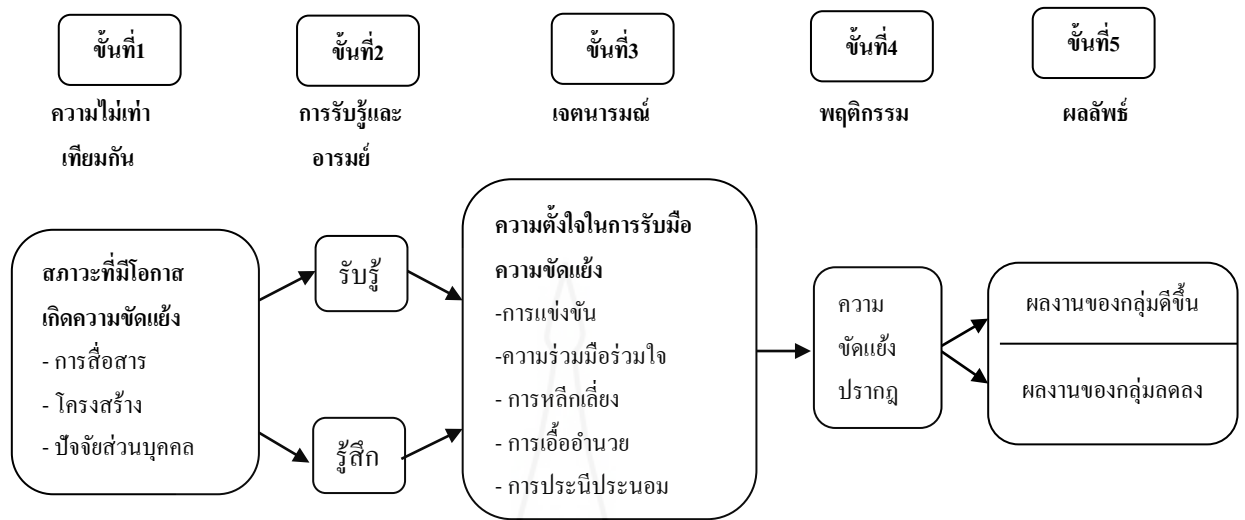 ขั้นที่1
ขั้นที่2
ขั้นที่3
ขั้นที่4
ขั้นที่5
ความไม่เท่า
เทียมกัน
การรับรู้และ
อารมย์
เจตนารมณ์
พฤติกรรม
ผลลัพธ์
สภาวะที่มีโอกาส
เกิดความขัดแย้ง
- การสื่อสาร
- โครงสร้าง
- ปัจจัยส่วนบุคคล
รับรู้
รู้สึก
ความตั้งใจในการรับมือ
ความขัดแย้ง
-การแข่งขัน
-ความร่วมมือร่วมใจ
- การหลีกเลี่ยง
- การเอื้ออำนวย
- การประนีประนอม
ความ
ขัดแย้ง
ปรากฎ
ผลงานของกลุ่มดีขึ้น
ผลงานของกลุ่มลดลง